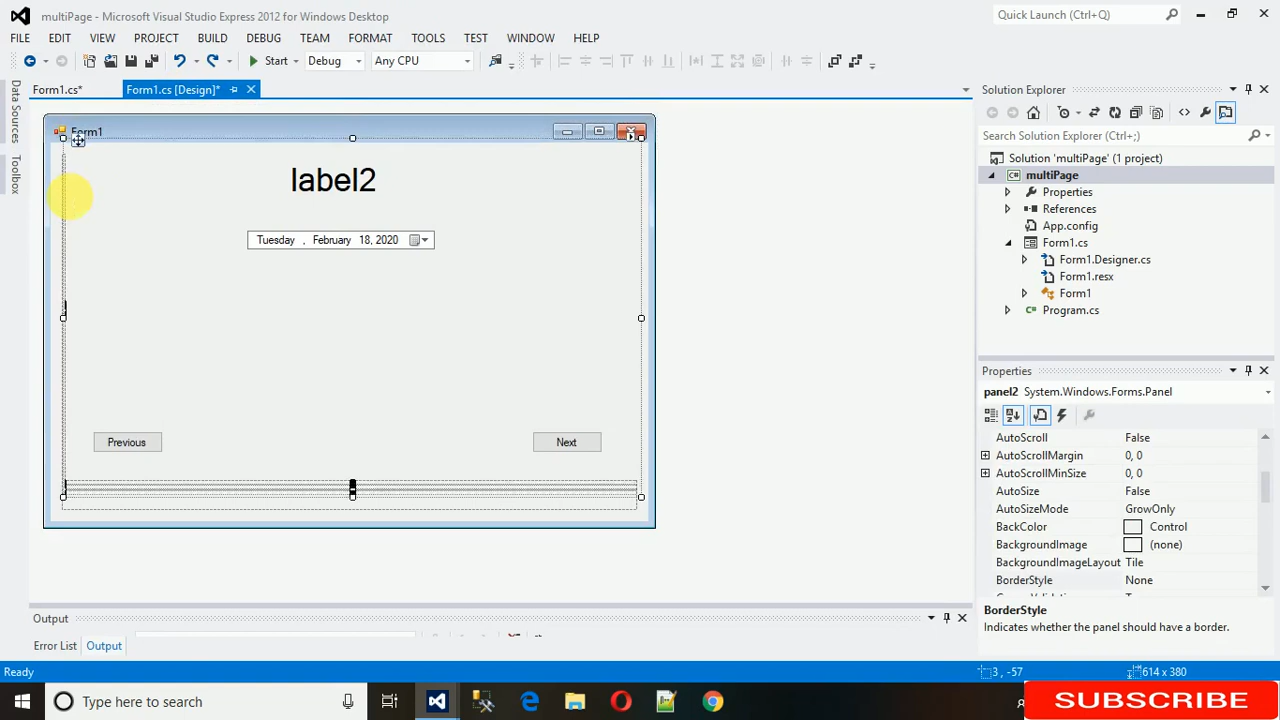 multiPage - Microsoft Visual Studio Express 2012 for Windows Desktop
Quick Launch (Ctrl+Q)
FILE EDIT VIEW PROJECT BUILD DEBUG TEAM FORMAT TOOLS TEST WINDOW HELP
Start Debug Any CPU
Form1.cs* Form1.cs [Design]*
Data Sources
Toolbox
Form1
label2
Tuesday , February 18, 2020
Previous Next
Solution Explorer
Search Solution Explorer (Ctrl+;)
Solution 'multiPage' (1 project)
multiPage
Properties
References
App.config
Form1.cs
Form1.Designer.cs
Form1.resx
Form1
Program.cs
Properties
panel2 System.Windows.Forms.Panel
AutoScroll False
AutoScrollMargin 0, 0
AutoScrollMinSize 0, 0
AutoSize False
AutoSizeMode GrowOnly
BackColor Control
BackgroundImage (none)
BackgroundImageLayout Tile
BorderStyle None
BorderStyle
Indicates whether the panel should have a border.
Output
Error List Output
Ready 3 , -57 614 x 380
Type here to search
SUBSCRIBE